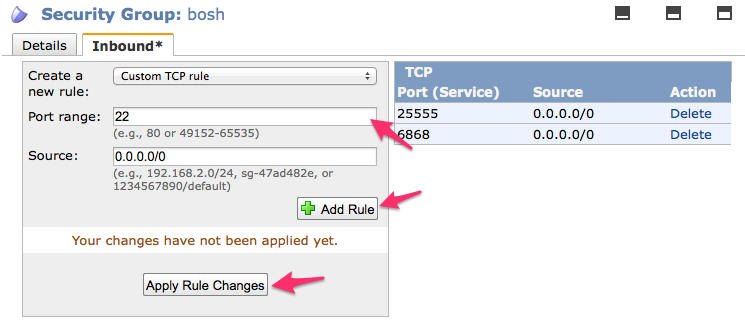 Security Group: bosh
Details
Inbound*
Create a new rule:
Custom TCP rule
Port range:
22
(e.g., 80 or 49152-65535)
Source:
0.0.0.0/0
(e.g., 192.168.2.0/24, sg-47ad482e, or
1234567890/default)
Add Rule
Your changes have not been applied yet.
Apply Rule Changes
TCP
Port (Service) Source Action
25555 0.0.0.0/0 Delete
6868 0.0.0.0/0 Delete